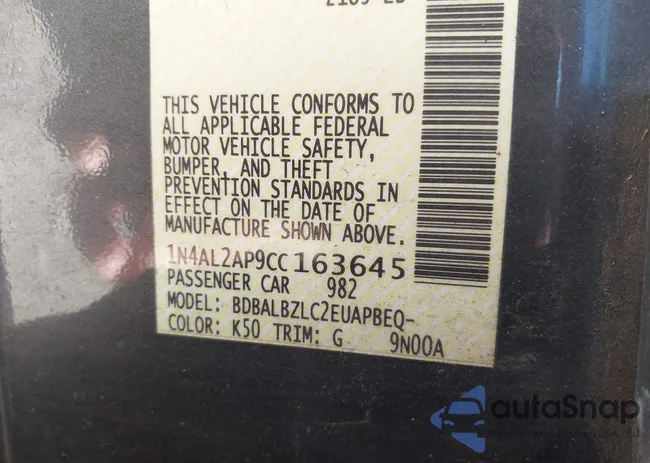 THIS VEHICLE CONFORMS TO
ALL APPLICABLE FEDERAL
MOTOR VEHICLE SAFETY,
BUMPER, AND THEFT
PREVENTION STANDARDS IN
EFFECT ON THE DATE OF
MANUFACTURE SHOWN ABOVE.
1N4AL2AP9CC163645
PASSENGER CAR 982
MODEL: BDBALBZLC2EUAPBEQ-
COLOR: K50 TRIM: G 9N00A
autoSnap